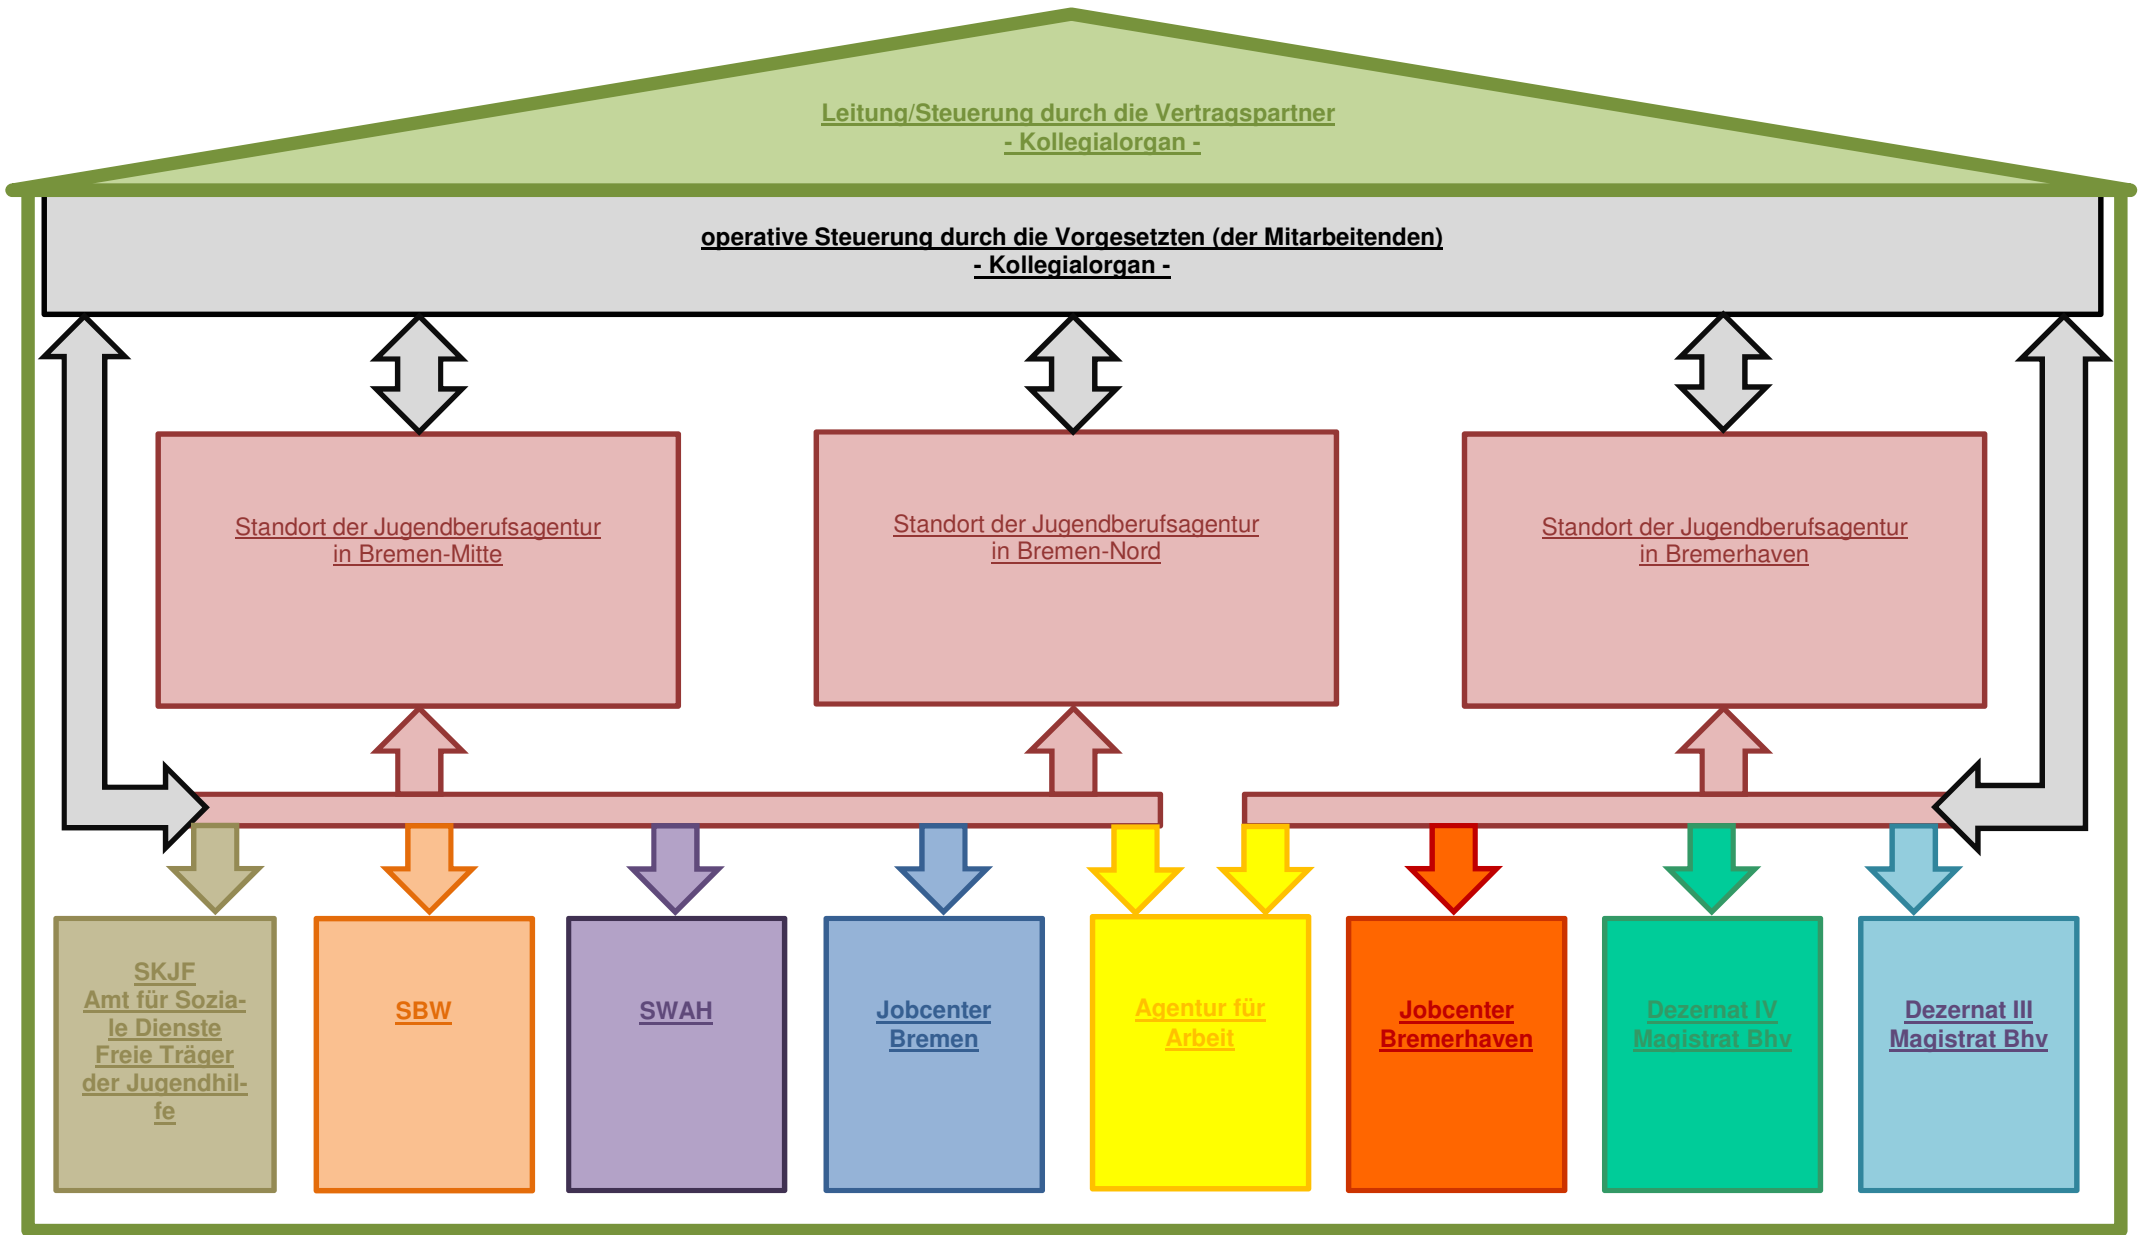 Leitung/Steuerung durch die Vertragspartner
- Kollegialorgan -
operative Steuerung durch die Vorgesetzten (der Mitarbeitenden)
- Kollegialorgan -
Standort der Jugendberufsagentur
in Bremen-Mitte
Standort der Jugendberufsagentur
in Bremen-Nord
Standort der Jugendberufsagentur
in Bremerhaven
SKJF
Amt für Sozia-
le Dienste
Freie Träger
der Jugendhil-
fe
SBW
SWAH
Jobcenter
Bremen
Agentur für
Arbeit
Jobcenter
Bremerhaven
Dezernat IV
Magistrat Bhv
Dezernat III
Magistrat Bhv